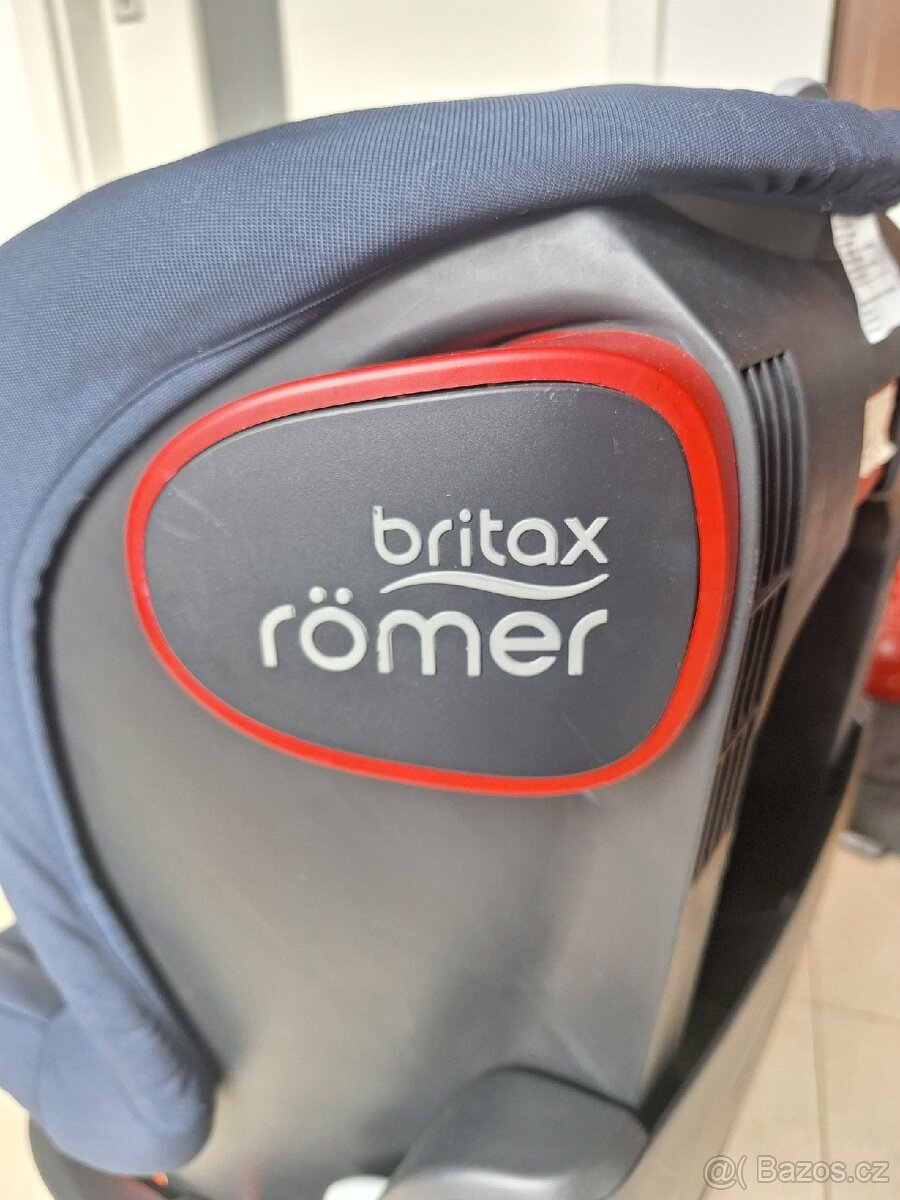 britax
römer
@( Bazos.cz